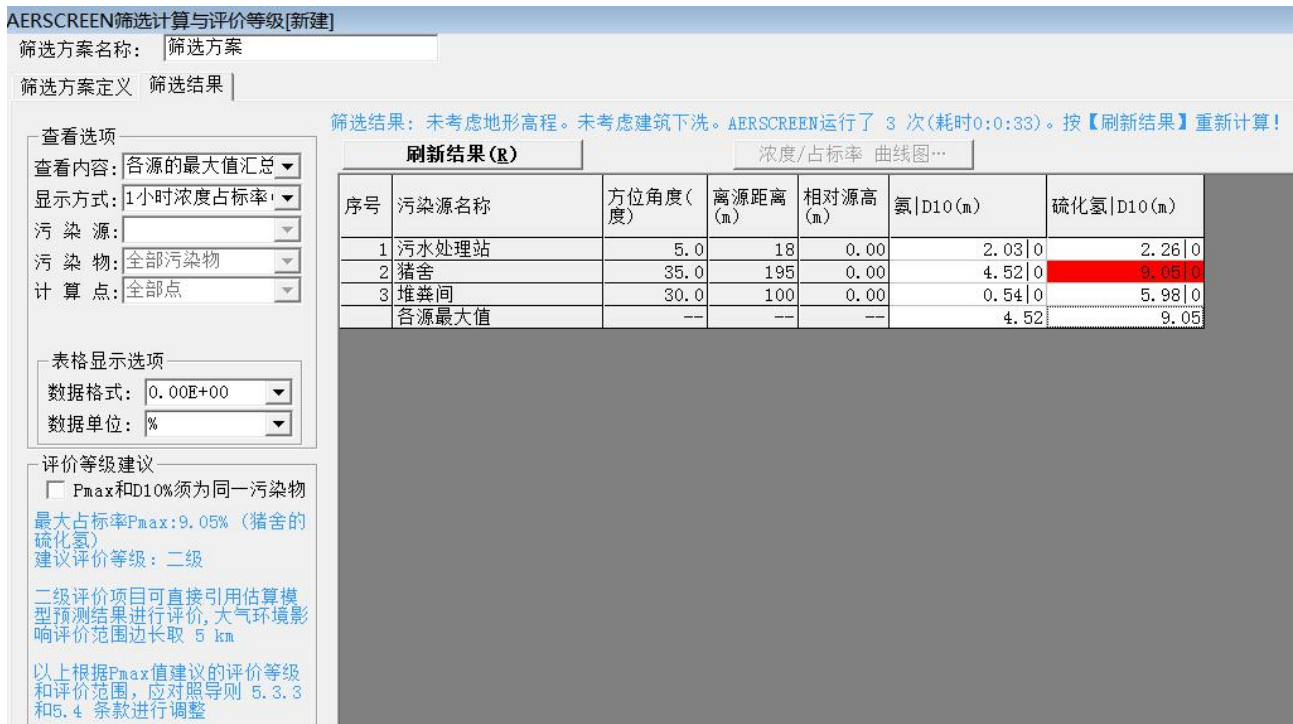 AERSCREEN筛选计算与评价等级[新建]
筛选方案名称: 筛选方案
筛选方案定义 筛选结果
筛选结果: 未考虑地形高程。未考虑建筑下洗。AERSCREEN运行了 3 次(耗时0:0:33)。按【刷新结果】重新计算!
刷新结果(R) 浓度/占标率 曲线图…
查看选项
查看内容: 各源的最大值汇总
显示方式: 1小时浓度占标率
污 染 源:
污 染 物: 全部污染物
计 算 点: 全部点
序号 污染源名称 方位角度(度) 离源距离(m) 相对源高(m) 氨|D10(m) 硫化氢|D10(m)
1 污水处理站 5.0 18 0.00 2.03|0 2.26|0
2 猪舍 35.0 195 0.00 4.52|0 9.05|0
3 堆粪间 30.0 100 0.00 0.54|0 5.98|0
各源最大值 -- -- -- 4.52 9.05
表格显示选项
数据格式: 0.00E+00
数据单位: %
评价等级建议
Pmax和D10%须为同一污染物
最大占标率Pmax:9.05% (猪舍的
硫化氢)
建议评价等级: 二级
二级评价项目可直接引用估算模
型预测结果进行评价,大气环境影
响评价范围边长取 5 km
以上根据Pmax值建议的评价等级
和评价范围, 应对照导则 5.3.3
和5.4 条款进行调整